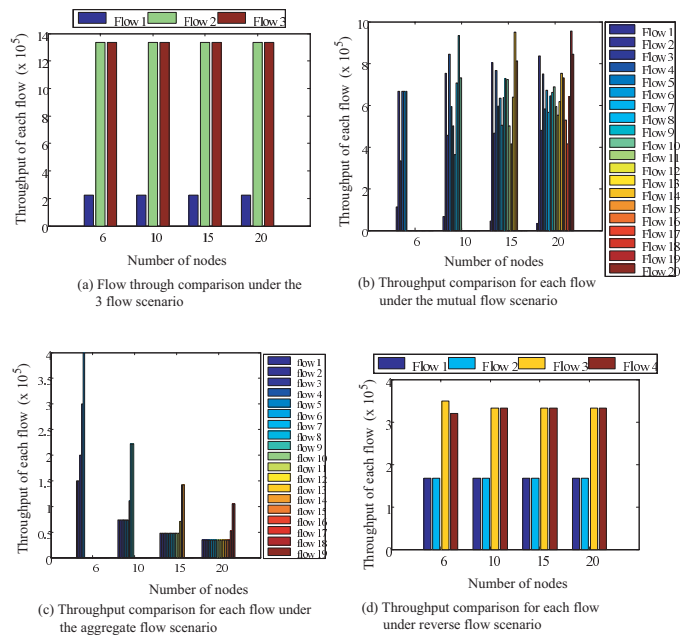 Flow 1 Flow 2 Flow 3
Throughput of each flow (x 10^5)
14
12
10
8
6
4
2
0
6 10 15 20
Number of nodes
(a) Flow through comparison under the
3 flow scenario
Throughput of each flow (x 10^5)
10
8
6
4
2
0
6 10 15 20
Number of nodes
Flow 1
Flow 2
Flow 3
Flow 4
Flow 5
Flow 6
Flow 7
Flow 8
Flow 9
Flow 10
Flow 11
Flow 12
Flow 13
Flow 14
Flow 15
Flow 16
Flow 17
Flow 18
Flow 19
Flow 20
(b) Throughput comparison for each flow
under the mutual flow scenario
Throughput of each flow (x 10^5)
4
3.5
3
2.5
2
1.5
1
0.5
0
6 10 15 20
Number of nodes
flow 1
flow 2
flow 3
flow 4
flow 5
flow 6
flow 7
flow 8
flow 9
flow 10
flow 11
flow 12
flow 13
flow 14
flow 15
flow 16
flow 17
flow 18
flow 19
(c) Throughput comparison for each flow under
the aggregate flow scenario
Flow 1 Flow 2 Flow 3 Flow 4
Throughput of each flow (x 10^5)
4
3
2
1
0
6 10 15 20
Number of nodes
(d) Throughput comparison for each flow
under reverse flow scenario